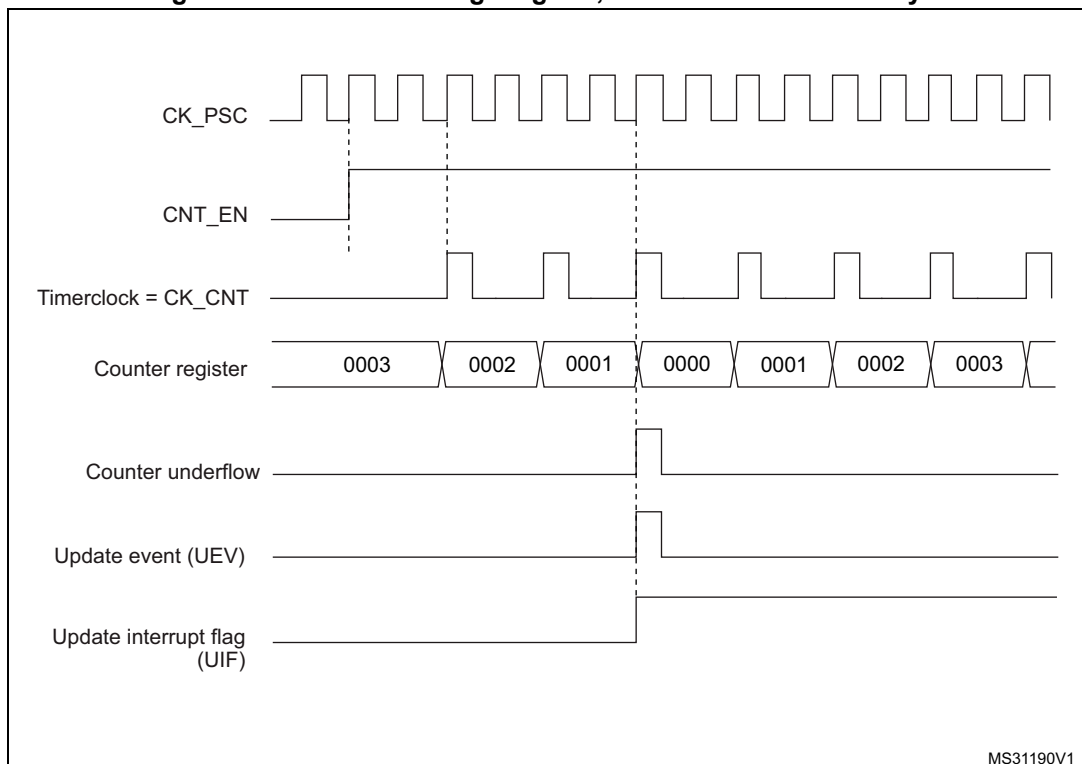 CK_PSC
CNT_EN
Timerclock = CK_CNT
Counter register
0003 0002 0001 0000 0001 0002 0003
Counter underflow
Update event (UEV)
Update interrupt flag
(UIF)
MS31190V1